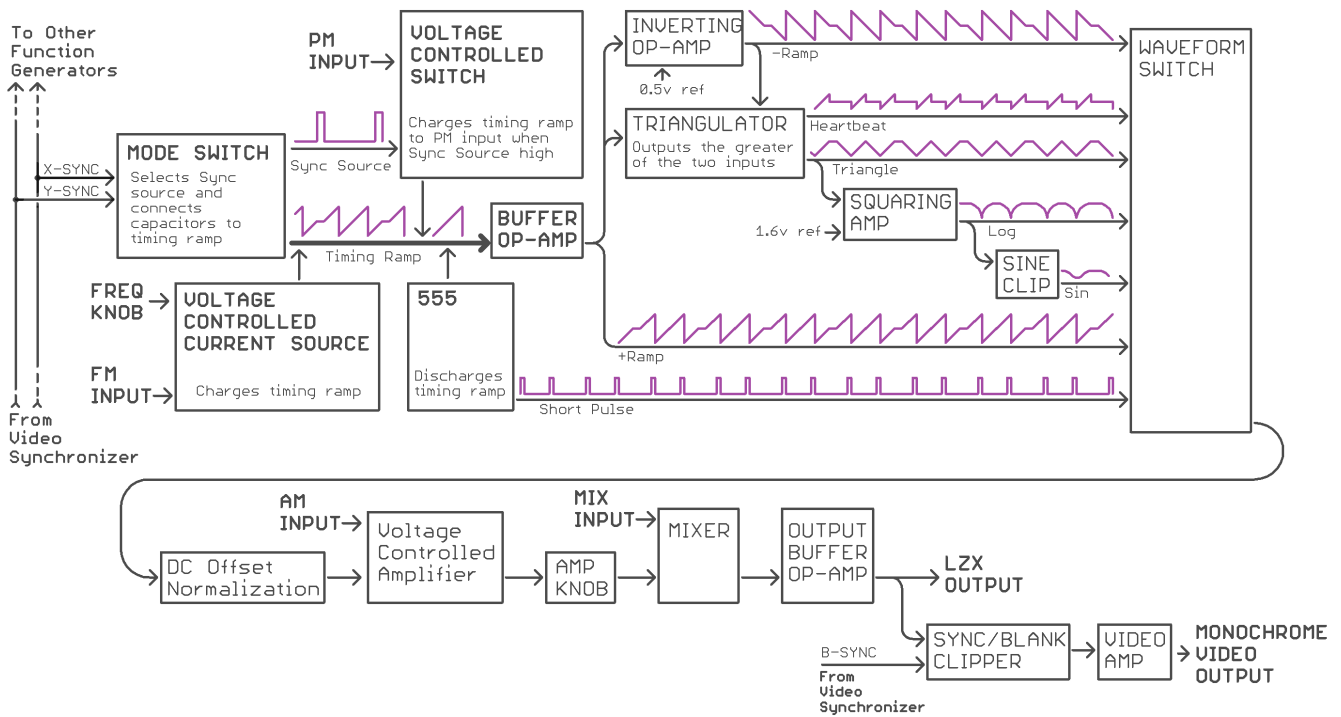 To Other
Function
Generators
X-SYNC
Y-SYNC
From
Video
Synchronizer
MODE SWITCH
Selects Sync
source and
connects
capacitors to
timing ramp
PM
INPUT
Sync Source
VOLTAGE
CONTROLLED
SWITCH
Charges timing ramp
to PM input when
Sync Source high
Timing Ramp
FREQ
KNOB
FM
INPUT
VOLTAGE
CONTROLLED
CURRENT SOURCE
Charges timing ramp
555
Discharges
timing ramp
BUFFER
OP-AMP
INVERTING
OP-AMP
0.5v ref
-Ramp
TRIANGULATOR
Outputs the greater
of the two inputs
Heartbeat
Triangle
SQUARING
AMP
1.6v ref
Log
SINE
CLIP
Sin
+Ramp
Short Pulse
WAVEFORM
SWITCH
DC Offset
Normalization
AM
INPUT
Voltage
Controlled
Amplifier
AMP
KNOB
MIX
INPUT
MIXER
OUTPUT
BUFFER
OP-AMP
LZX
OUTPUT
B-SYNC
From
Video
Synchronizer
SYNC/BLANK
CLIPPER
VIDEO
AMP
MONOCHROME
VIDEO
OUTPUT